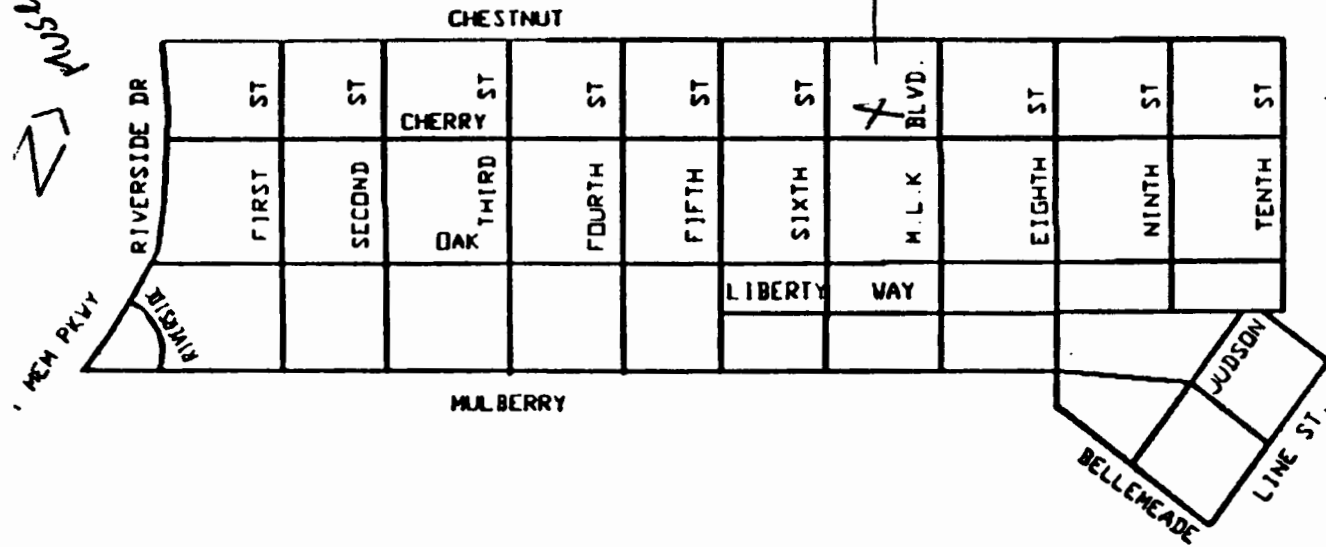 CHESTNUT
RIVERSIDE DR
FIRST ST
SECOND ST
THIRD ST
FOURTH ST
FIFTH ST
SIXTH ST
M.L.K BLVD.
EIGHTH ST
NINTH ST
TENTH ST
CHERRY
OAK
LIBERTY WAY
MEM PKWY
RIVERSIDE
MULBERRY
JUDSON
BELLEMEADE
LINE ST.
X